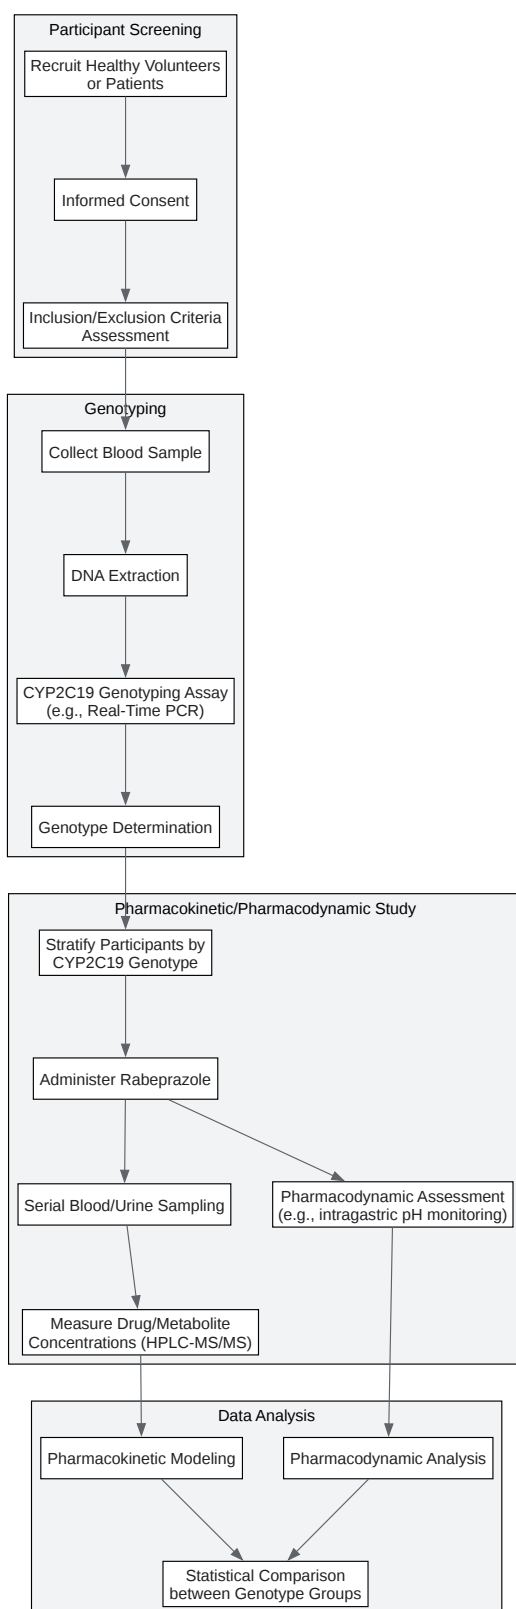 Participant Screening
Recruit Healthy Volunteers
or Patients
Informed Consent
Inclusion/Exclusion Criteria
Assessment
Genotyping
Collect Blood Sample
DNA Extraction
CYP2C19 Genotyping Assay
(e.g., Real-Time PCR)
Genotype Determination
Pharmacokinetic/Pharmacodynamic Study
Stratify Participants by
CYP2C19 Genotype
Administer Rabeprazole
Serial Blood/Urine Sampling
Pharmacodynamic Assessment
(e.g., intragastric pH monitoring)
Measure Drug/Metabolite
Concentrations (HPLC-MS/MS)
Data Analysis
Pharmacokinetic Modeling
Pharmacodynamic Analysis
Statistical Comparison
between Genotype Groups